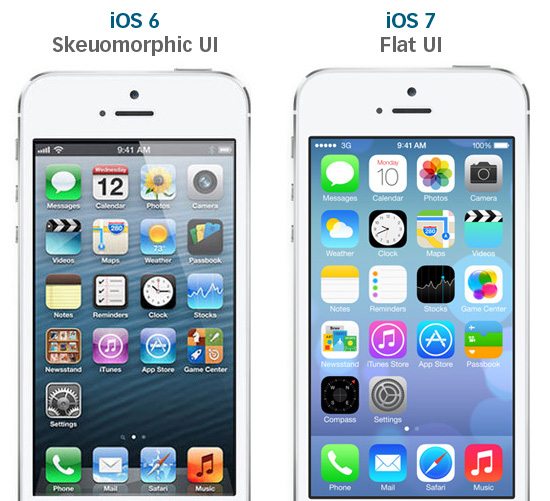 iOS 6
Skeuomorphic UI
9:41 AM
Wednesday
12
Messages
Calendar
Photos
Camera
280
73°
Videos
Maps
Weather
Passbook
Notes
Reminders
Clock
Stocks
Newsstand
iTunes
App Store
Game Center
Settings
Phone
Mail
Safari
Music
iOS 7
Flat UI
3G
9:41 AM
100%
Monday
10
Messages
Calendar
Photos
Camera
280
Weather
Clock
Maps
Videos
Notes
Reminders
Stocks
Game Center
Newsstand
iTunes Store
App Store
Passbook
Compass
Settings
Phone
Mail
Safari
Music